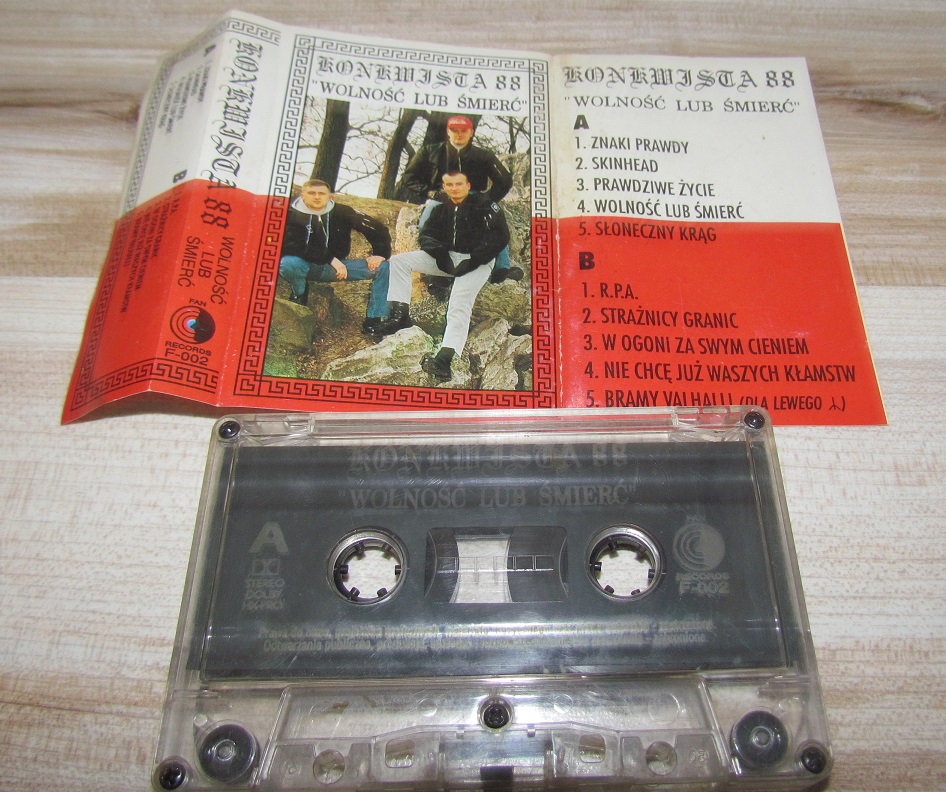 KONKWISTA 88
WOLNOŚĆ
LUB
ŚMIERĆ
FAN
RECORDS
F-002
KONKWISTA 88
"WOLNOŚĆ LUB ŚMIERĆ"
KONKWISTA 88
"WOLNOŚĆ LUB ŚMIERĆ"
A
1. ZNAKI PRAWDY
2. SKINHEAD
3. PRAWDZIWE ŻYCIE
4. WOLNOŚĆ LUB ŚMIERĆ
5. SŁONECZNY KRĄG
B
1. R.P.A.
2. STRAŻNICY GRANIC
3. W OGONI ZA SWYM CIENIEM
4. NIE CHCĘ JUŻ WASZYCH KŁAMSTW
5. BRAMY VALHALLI (DLA LEWEGO)
KONKWISTA 88
"WOLNOŚĆ LUB ŚMIERĆ"
A
STEREO
DOLBY
HX-PRO
RECORDS
F-002